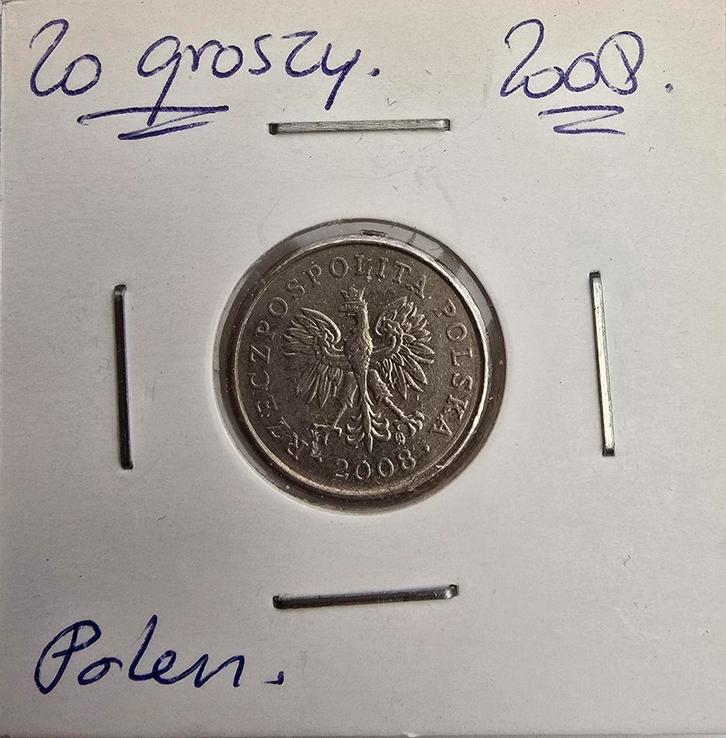 20 groszy. 2008.
RZECZPOSPOLITA POLSKA
2008
Polen.